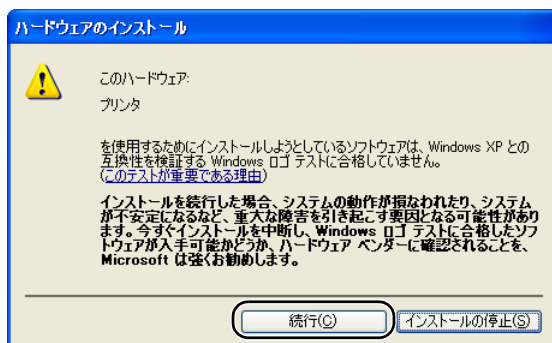 ハードウェアのインストール
このハードウェア:
プリンタ
を使用するためにインストールしようとしているソフトウェアは、Windows XP との
互換性を検証する Windows ロゴ テストに合格していません。
(このテストが重要である理由)
インストールを続行した場合、システムの動作が損なわれたり、システム
が不安定になるなど、重大な障害を引き起こす要因となる可能性があり
ます。今すぐインストールを中断し、Windows ロゴ テストに合格したソフ
トウェアが入手可能かどうか、ハードウェア ベンダーに確認されることを、
Microsoft は強くお勧めします。
続行(C)
インストールの停止(S)